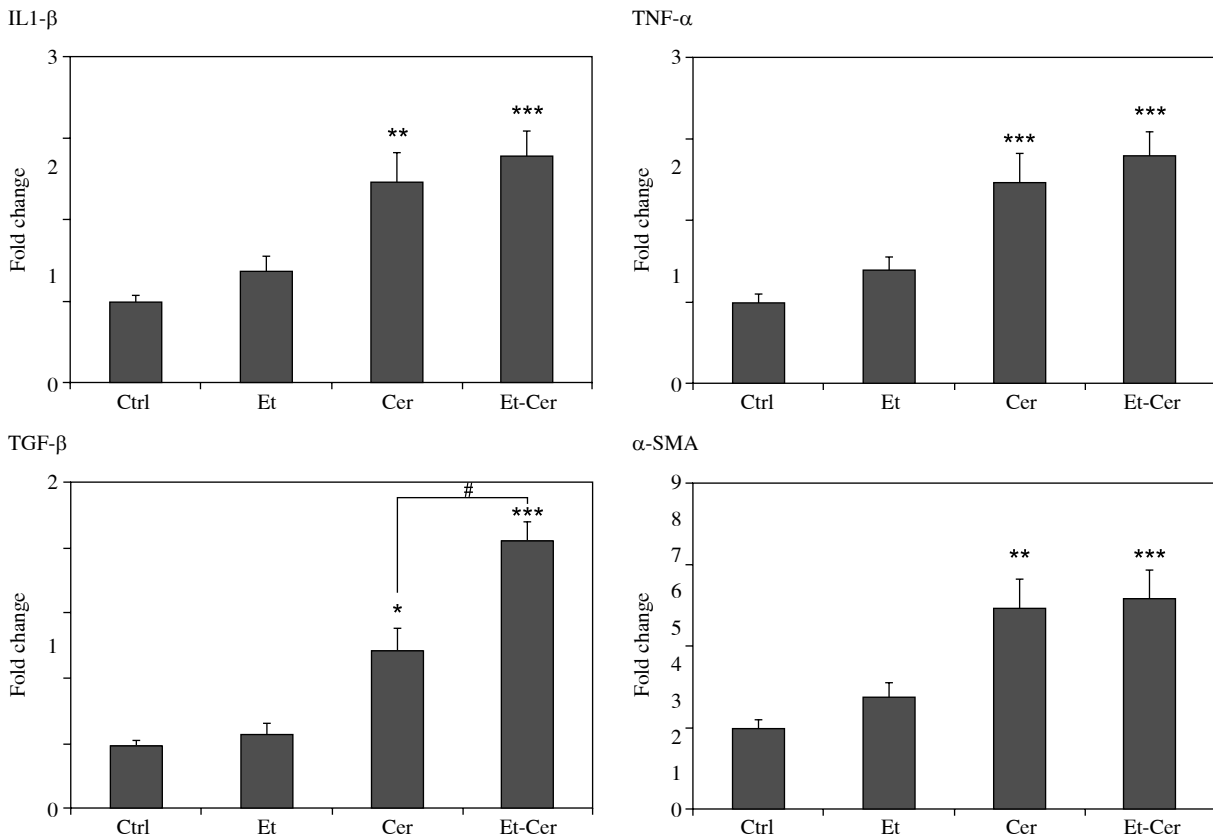 IL1-β
3
2
1
0
Fold change
**
***
Ctrl
Et
Cer
Et-Cer
TNF-α
3
2
1
0
Fold change
***
***
Ctrl
Et
Cer
Et-Cer
TGF-β
2
1
0
Fold change
#
*
***
Ctrl
Et
Cer
Et-Cer
α-SMA
9
8
7
6
5
4
3
2
1
0
Fold change
**
***
Ctrl
Et
Cer
Et-Cer